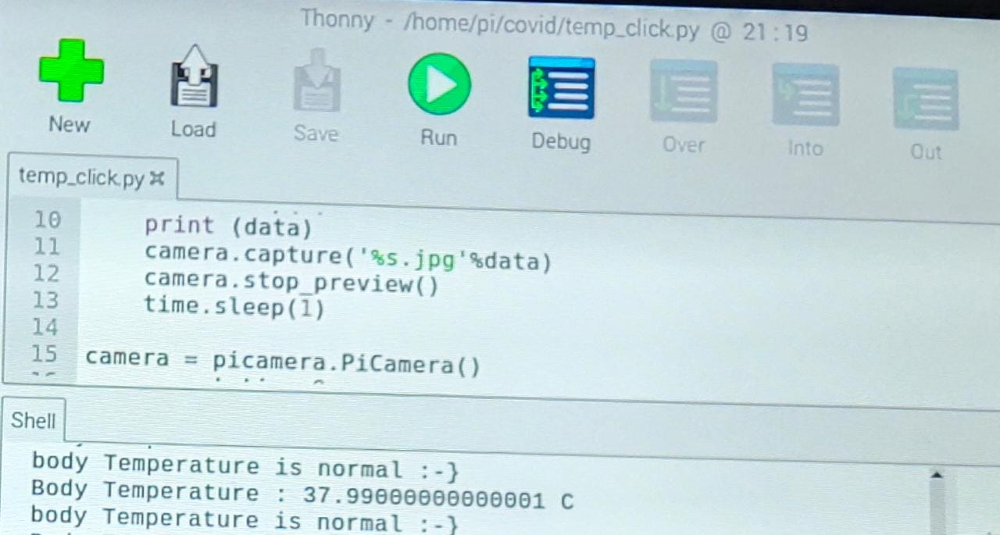 Thonny - /home/pi/covid/temp_click.py @ 21:19
New Load Save Run Debug Over Into Out
temp_click.py
10 print (data)
11 camera.capture('%s.jpg'%data)
12 camera.stop_preview()
13 time.sleep(1)
14
15 camera = picamera.PiCamera()
Shell
body Temperature is normal :-}
Body Temperature : 37.99000000000001 C
body Temperature is normal :-}